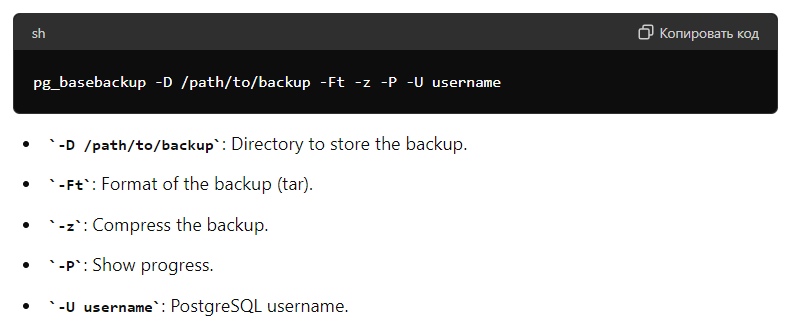 sh
Копировать код
pg_basebackup -D /path/to/backup -Ft -z -P -U username
• `-D /path/to/backup`: Directory to store the backup.
• `-Ft`: Format of the backup (tar).
• `-z`: Compress the backup.
• `-P`: Show progress.
• `-U username`: PostgreSQL username.